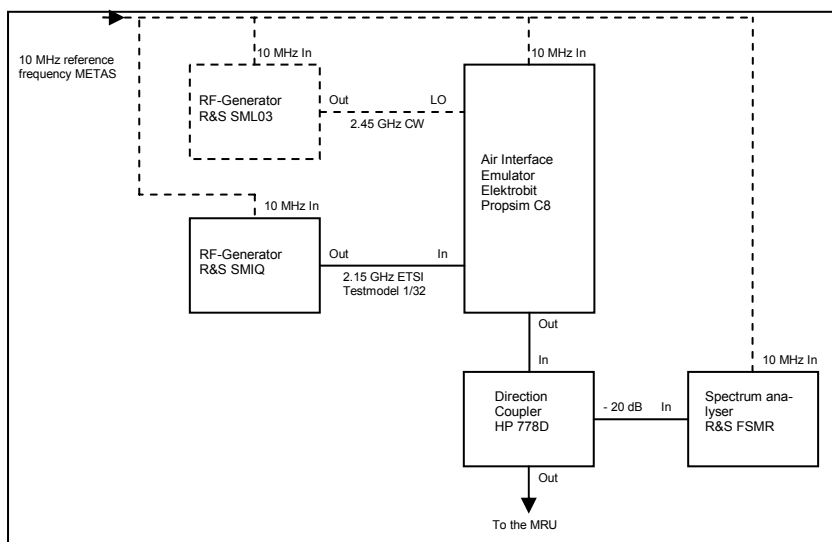 10 MHz reference
frequency METAS
10 MHz In
10 MHz In
RF-Generator
R&S SML03
Out
LO
2.45 GHz CW
Air Interface
Emulator
Elektrobit
Propsim C8
10 MHz In
RF-Generator
R&S SMIQ
Out
In
2.15 GHz ETSI
Testmodel 1/32
Out
In
10 MHz In
Direction
Coupler
HP 778D
- 20 dB
In
Spectrum ana-
lyser
R&S FSMR
Out
To the MRU